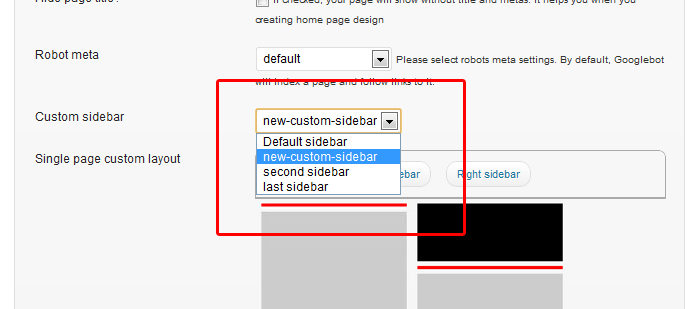 Hide page title?
If checked, your page will show without title and metas. It helps you when you
creating home page design
Robot meta
default
Please select robots meta settings. By default, Googlebot
will index a page and follow links to it.
Custom sidebar
new-custom-sidebar
Default sidebar
new-custom-sidebar
second sidebar
last sidebar
Single page custom layout
ebar
Right sidebar